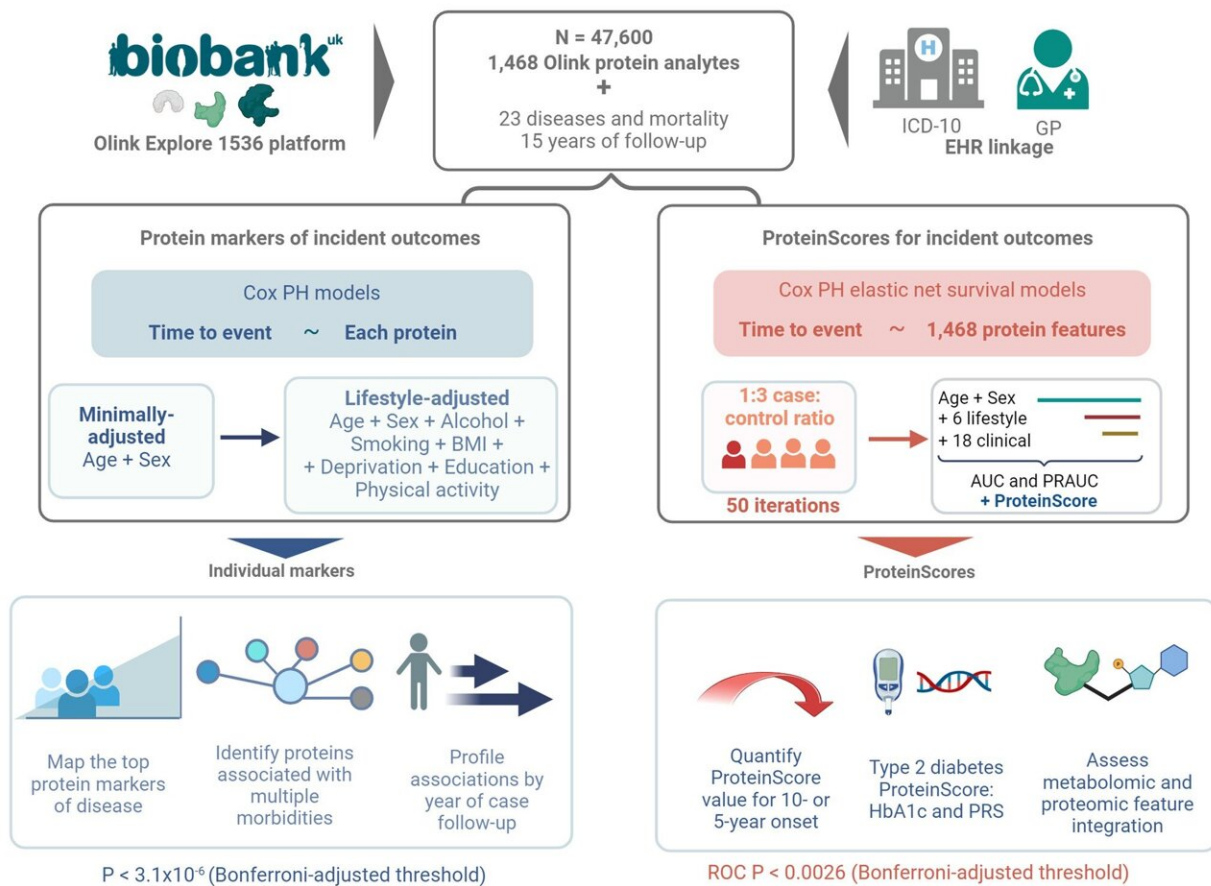 biobank uk
Olink Explore 1536 platform
N = 47,600
1,468 Olink protein analytes
+
23 diseases and mortality
15 years of follow-up
H
ICD-10
GP
EHR linkage
Protein markers of incident outcomes
Cox PH models
Time to event ~ Each protein
Minimally-
adjusted
Age + Sex
Lifestyle-adjusted
Age + Sex + Alcohol +
Smoking + BMI +
+ Deprivation + Education +
Physical activity
ProteinScores for incident outcomes
Cox PH elastic net survival models
Time to event ~ 1,468 protein features
1:3 case:
control ratio
50 iterations
Age + Sex
+ 6 lifestyle
+ 18 clinical
AUC and PRAUC
+ ProteinScore
Individual markers
Map the top
protein markers
of disease
Identify proteins
associated with
multiple
morbidities
Profile
associations by
year of case
follow-up
P < 3.1x10⁻⁶ (Bonferroni-adjusted threshold)
ProteinScores
Quantify
ProteinScore
value for 10- or
5-year onset
Type 2 diabetes
ProteinScore:
HbA1c and PRS
Assess
metabolomic and
proteomic feature
integration
ROC P < 0.0026 (Bonferroni-adjusted threshold)